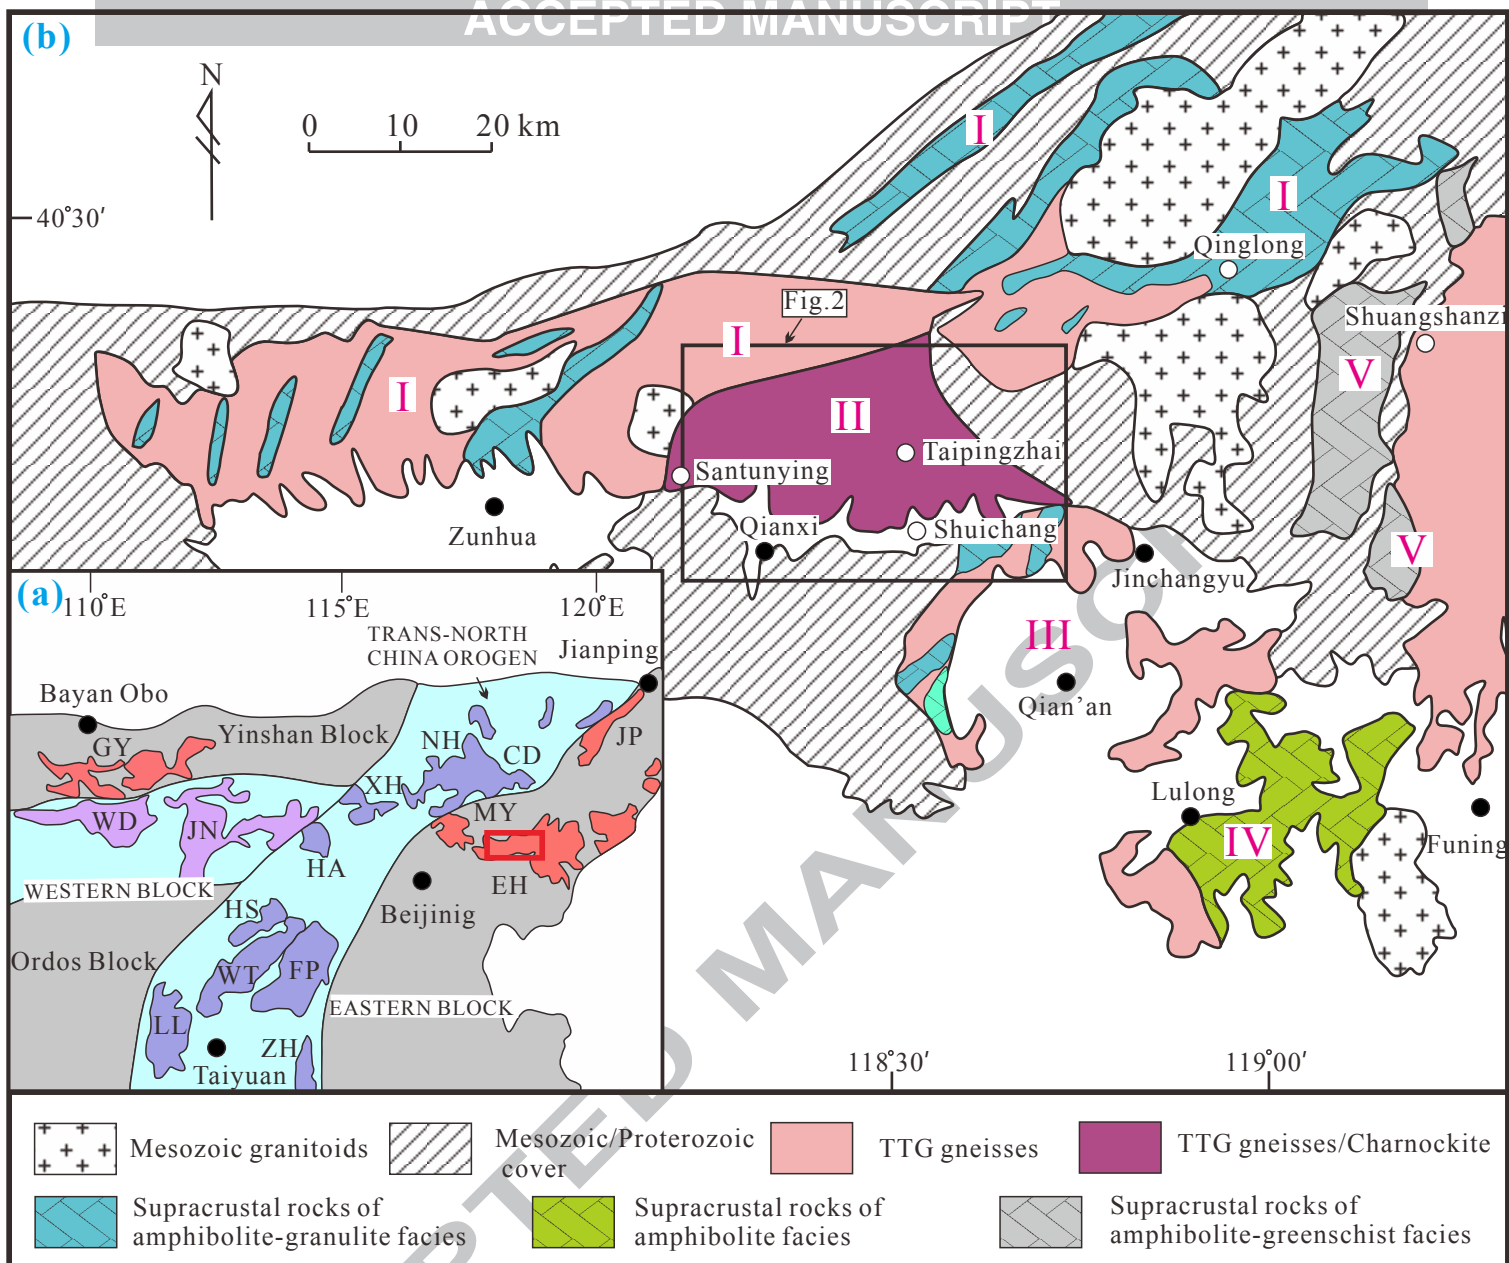 ACCEPTED MANUSCRIPT
(b)
N
0 10 20 km
40°30′
I
I
Qinglong
Fig.2
Shuangshanzi
I
I
V
II
Taipingzhai
Santunying
Zunhua
Qianxi
Shuichang
V
Jinchangyu
III
Qian’an
Lulong
IV
Funing
118°30′
119°00′
(a)
110°E
115°E
120°E
TRANS-NORTH
CHINA OROGEN
Jianping
Bayan Obo
GY
Yinshan Block
NH
CD
JP
XH
WD
JN
MY
HA
EH
WESTERN BLOCK
Beijinig
HS
Ordos Block
WT
FP
EASTERN BLOCK
LL
ZH
Taiyuan
Mesozoic granitoids
Mesozoic/Proterozoic
cover
TTG gneisses
TTG gneisses/Charnockite
Supracrustal rocks of
amphibolite-granulite facies
Supracrustal rocks of
amphibolite facies
Supracrustal rocks of
amphibolite-greenschist facies